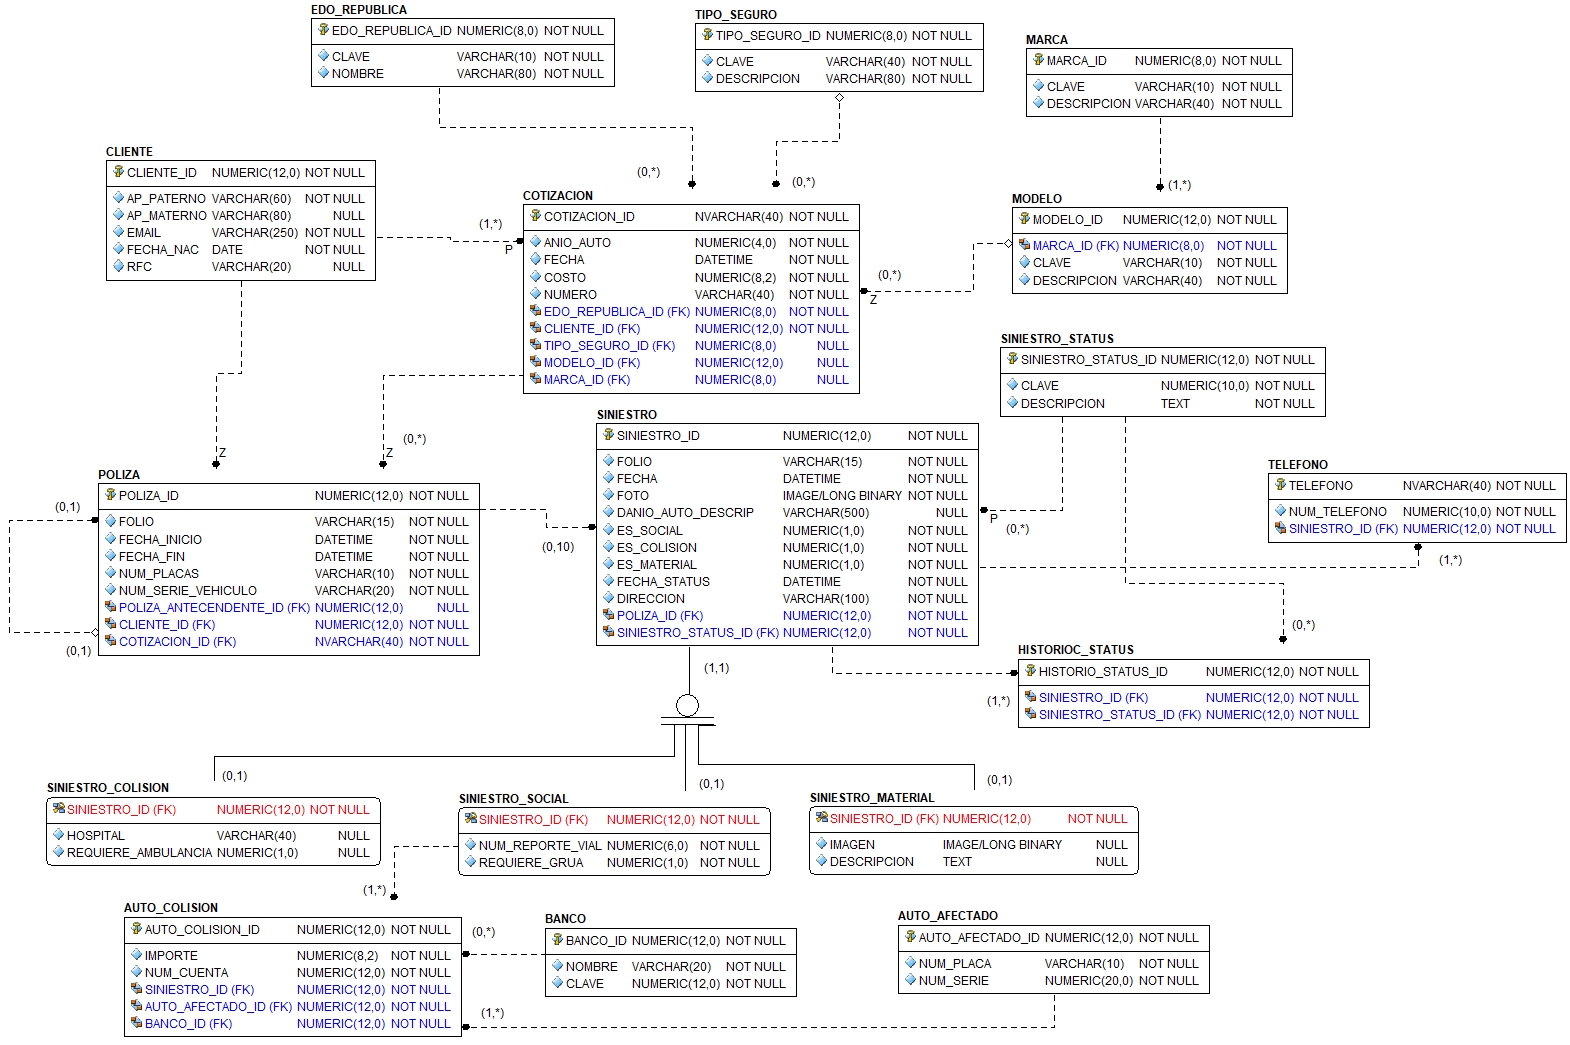 EDO_REPUBLICA
EDO_REPUBLICA_ID NUMERIC(8,0) NOT NULL
CLAVE VARCHAR(10) NOT NULL
NOMBRE VARCHAR(80) NOT NULL
TIPO_SEGURO
TIPO_SEGURO_ID NUMERIC(8,0) NOT NULL
CLAVE VARCHAR(40) NOT NULL
DESCRIPCION VARCHAR(80) NOT NULL
MARCA
MARCA_ID NUMERIC(8,0) NOT NULL
CLAVE VARCHAR(10) NOT NULL
DESCRIPCION VARCHAR(40) NOT NULL
CLIENTE
CLIENTE_ID NUMERIC(12,0) NOT NULL
AP_PATERNO VARCHAR(60) NOT NULL
AP_MATERNO VARCHAR(80) NULL
EMAIL VARCHAR(250) NOT NULL
FECHA_NAC DATE NOT NULL
RFC VARCHAR(20) NULL
(0,*)
(0,*)
(1,*)
P
(1,*)
COTIZACION
COTIZACION_ID NVARCHAR(40) NOT NULL
ANIO_AUTO NUMERIC(4,0) NOT NULL
FECHA DATETIME NOT NULL
COSTO NUMERIC(8,2) NOT NULL
NUMERO VARCHAR(40) NOT NULL
EDO_REPUBLICA_ID (FK) NUMERIC(8,0) NOT NULL
CLIENTE_ID (FK) NUMERIC(12,0) NOT NULL
TIPO_SEGURO_ID (FK) NUMERIC(8,0) NULL
MODELO_ID (FK) NUMERIC(12,0) NULL
MARCA_ID (FK) NUMERIC(8,0) NULL
MODELO
MODELO_ID NUMERIC(12,0) NOT NULL
MARCA_ID (FK) NUMERIC(8,0) NOT NULL
CLAVE VARCHAR(10) NOT NULL
DESCRIPCION VARCHAR(40) NOT NULL
(0,*)
Z
SINIESTRO_STATUS
SINIESTRO_STATUS_ID NUMERIC(12,0) NOT NULL
CLAVE NUMERIC(10,0) NOT NULL
DESCRIPCION TEXT NOT NULL
Z
(0,*)
Z
POLIZA
POLIZA_ID NUMERIC(12,0) NOT NULL
FOLIO VARCHAR(15) NOT NULL
FECHA_INICIO DATETIME NOT NULL
FECHA_FIN DATETIME NOT NULL
NUM_PLACAS VARCHAR(10) NOT NULL
NUM_SERIE_VEHICULO VARCHAR(20) NOT NULL
POLIZA_ANTECENDENTE_ID (FK) NUMERIC(12,0) NULL
CLIENTE_ID (FK) NUMERIC(12,0) NOT NULL
COTIZACION_ID (FK) NVARCHAR(40) NOT NULL
(0,1)
(0,1)
(0,10)
SINIESTRO
SINIESTRO_ID NUMERIC(12,0) NOT NULL
FOLIO VARCHAR(15) NOT NULL
FECHA DATETIME NOT NULL
FOTO IMAGE/LONG BINARY NOT NULL
DANIO_AUTO_DESCRIP VARCHAR(500) NULL
ES_SOCIAL NUMERIC(1,0) NOT NULL
ES_COLISION NUMERIC(1,0) NOT NULL
ES_MATERIAL NUMERIC(1,0) NOT NULL
FECHA_STATUS DATETIME NOT NULL
DIRECCION VARCHAR(100) NOT NULL
POLIZA_ID (FK) NUMERIC(12,0) NOT NULL
SINIESTRO_STATUS_ID (FK) NUMERIC(12,0) NOT NULL
P
(0,*)
TELEFONO
TELEFONO NVARCHAR(40) NOT NULL
NUM_TELEFONO NUMERIC(10,0) NOT NULL
SINIESTRO_ID (FK) NUMERIC(12,0) NOT NULL
(1,*)
(0,*)
HISTORIOC_STATUS
HISTORIO_STATUS_ID NUMERIC(12,0) NOT NULL
SINIESTRO_ID (FK) NUMERIC(12,0) NOT NULL
SINIESTRO_STATUS_ID (FK) NUMERIC(12,0) NOT NULL
(1,*)
(1,1)
(0,1)
(0,1)
(0,1)
SINIESTRO_COLISION
SINIESTRO_ID (FK) NUMERIC(12,0) NOT NULL
HOSPITAL VARCHAR(40) NULL
REQUIERE_AMBULANCIA NUMERIC(1,0) NULL
SINIESTRO_SOCIAL
SINIESTRO_ID (FK) NUMERIC(12,0) NOT NULL
NUM_REPORTE_VIAL NUMERIC(6,0) NOT NULL
REQUIERE_GRUA NUMERIC(1,0) NOT NULL
SINIESTRO_MATERIAL
SINIESTRO_ID (FK) NUMERIC(12,0) NOT NULL
IMAGEN IMAGE/LONG BINARY NULL
DESCRIPCION TEXT NULL
(1,*)
AUTO_COLISION
AUTO_COLISION_ID NUMERIC(12,0) NOT NULL
IMPORTE NUMERIC(8,2) NOT NULL
NUM_CUENTA NUMERIC(12,0) NOT NULL
SINIESTRO_ID (FK) NUMERIC(12,0) NOT NULL
AUTO_AFECTADO_ID (FK) NUMERIC(12,0) NOT NULL
BANCO_ID (FK) NUMERIC(12,0) NOT NULL
(0,*)
(1,*)
BANCO
BANCO_ID NUMERIC(12,0) NOT NULL
NOMBRE VARCHAR(20) NOT NULL
CLAVE NUMERIC(12,0) NOT NULL
AUTO_AFECTADO
AUTO_AFECTADO_ID NUMERIC(12,0) NOT NULL
NUM_PLACA VARCHAR(10) NOT NULL
NUM_SERIE NUMERIC(20,0) NOT NULL